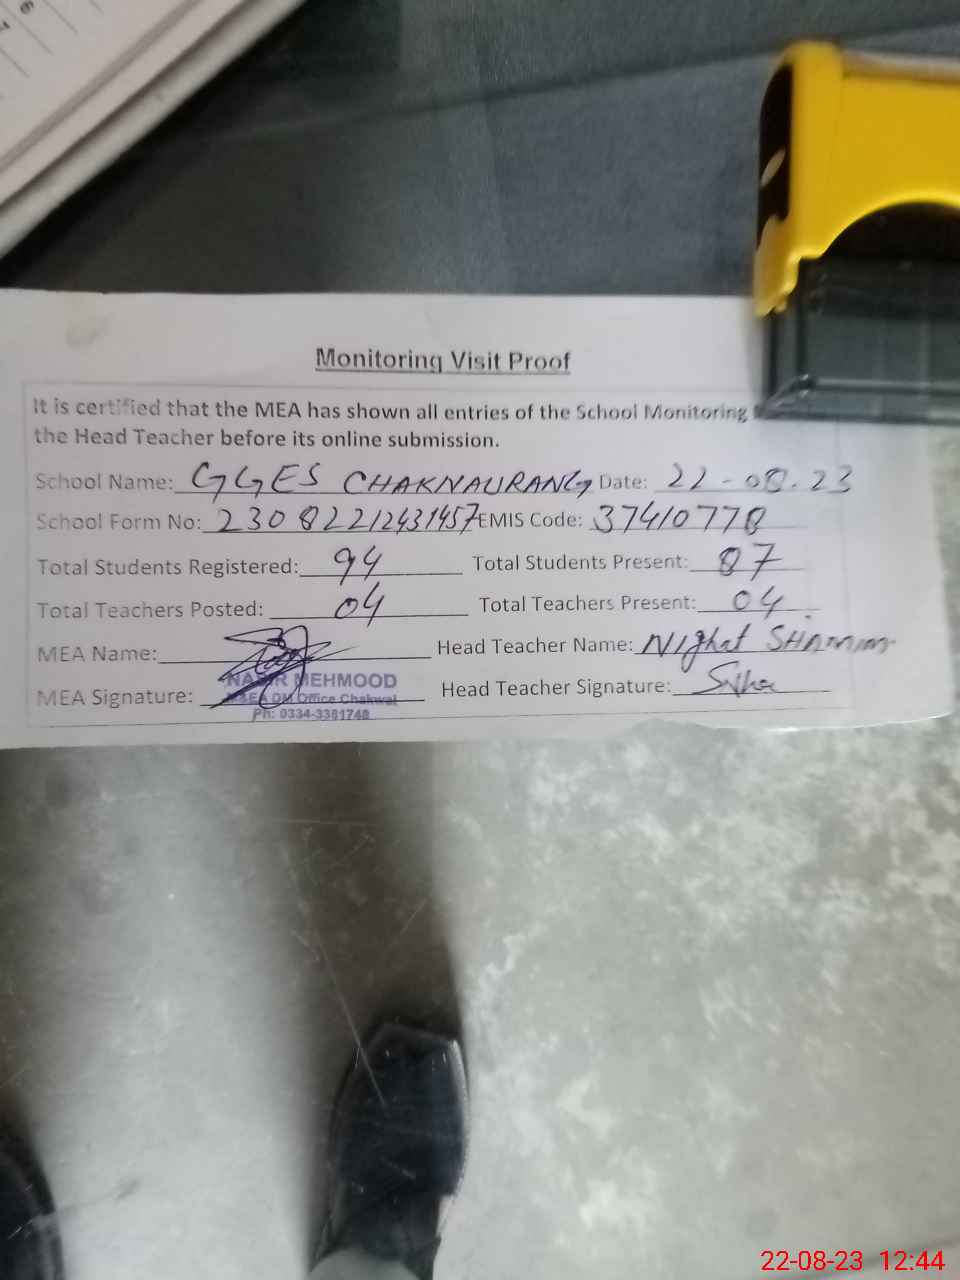 Monitoring Visit Proof
It is certified that the MEA has shown all entries of the School Monitoring
the Head Teacher before its online submission.
School Name: GGES CHAKNAURANG Date: 22-08.23
School Form No: 23082212431457 EMIS Code: 37410778
Total Students Registered: 94 Total Students Present: 87
Total Teachers Posted: 04 Total Teachers Present: 04
MEA Name: Head Teacher Name: Nighat SHAMIM
MEA Signature: Head Teacher Signature:
MEHMOOD
DM Office Chakwal
Ph: 0334-3361748
22-08-23 12:44